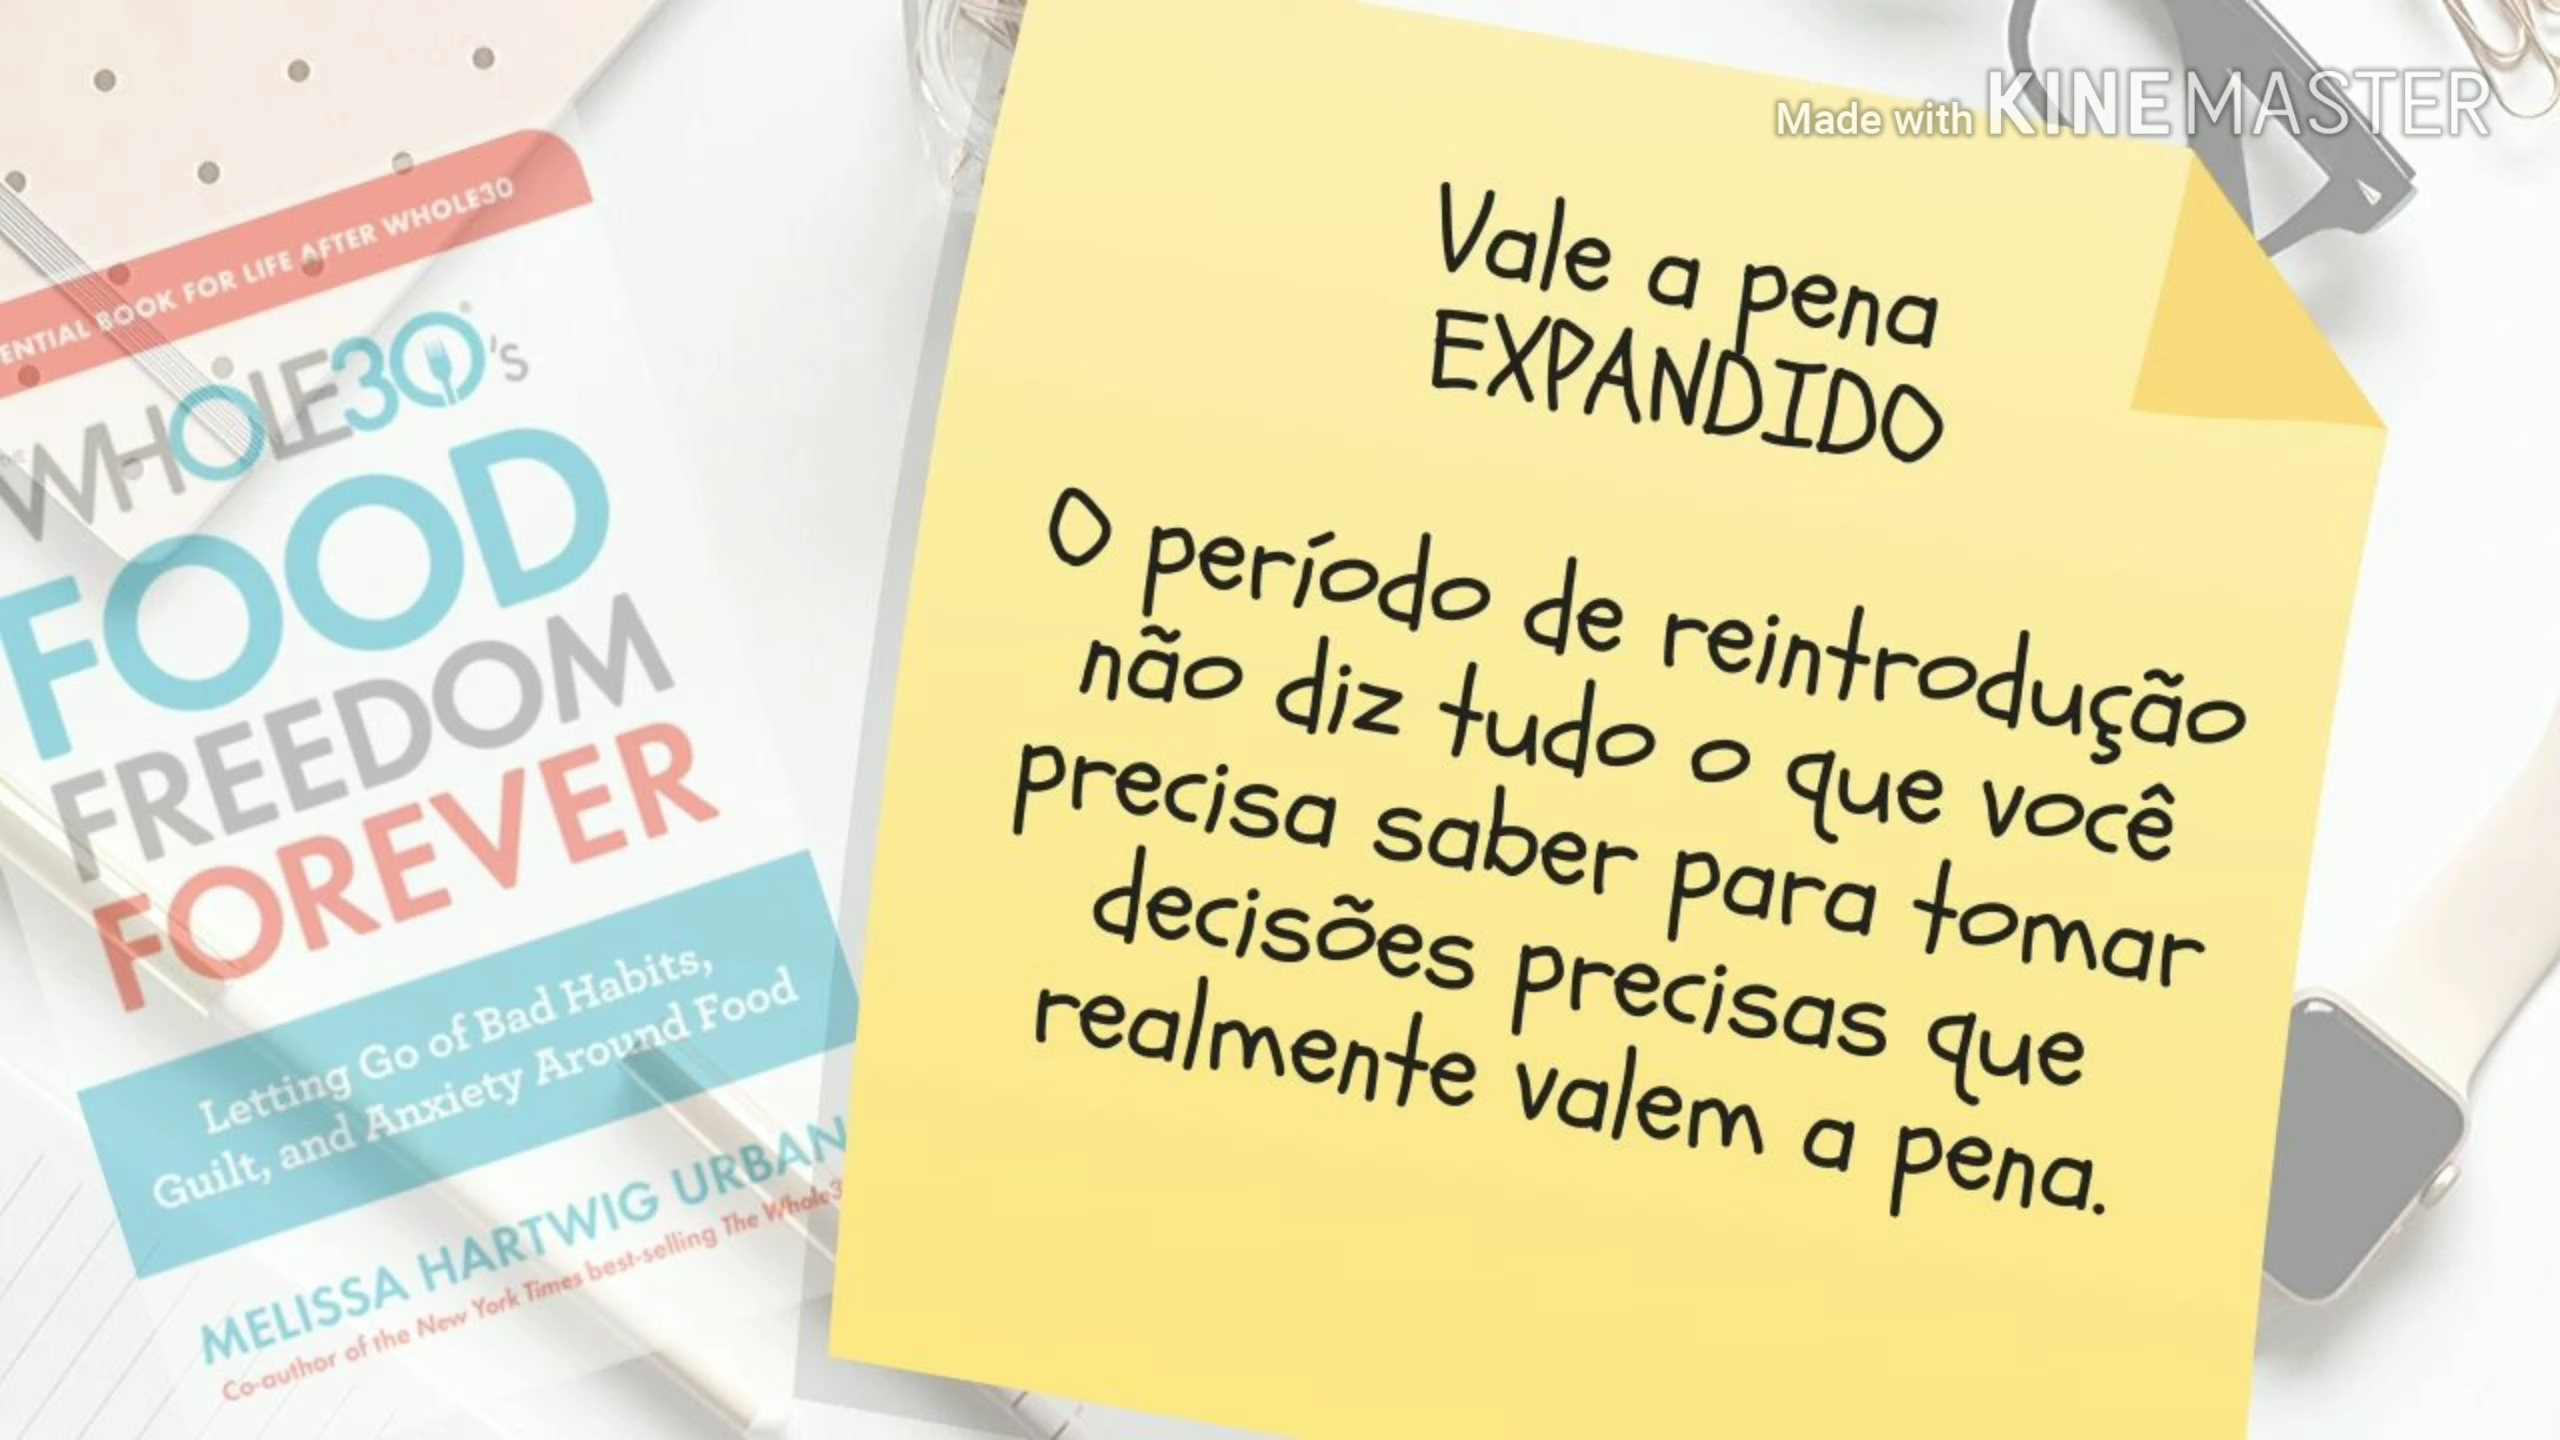 Made with KINEMASTER
ENTIAL BOOK FOR LIFE AFTER WHOLE30
THE
WHOLE30®'s
FOOD
FREEDOM
FOREVER
Letting Go of Bad Habits,
Guilt, and Anxiety Around Food
MELISSA HARTWIG URBAN
Co-author of the New York Times best-selling The Whole3
Vale a pena
EXPANDIDO
O período de reintrodução
não diz tudo o que você
precisa saber para tomar
decisões precisas que
realmente valem a pena.